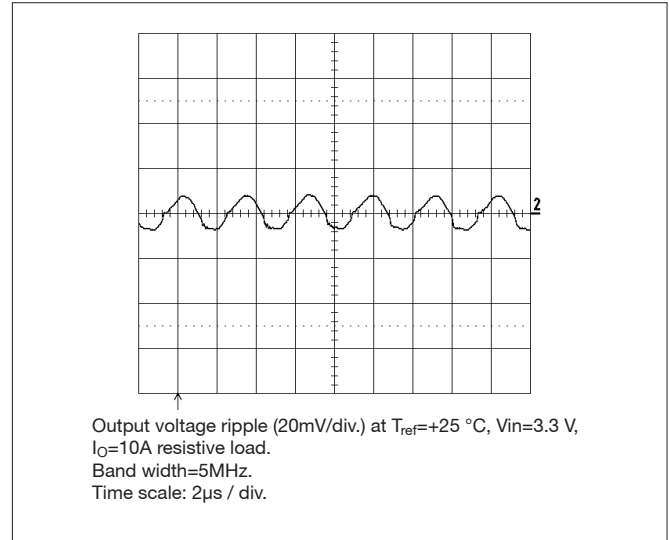 2
Output voltage ripple (20mV/div.) at Tref=+25 °C, Vin=3.3 V,
IO=10A resistive load.
Band width=5MHz.
Time scale: 2µs / div.